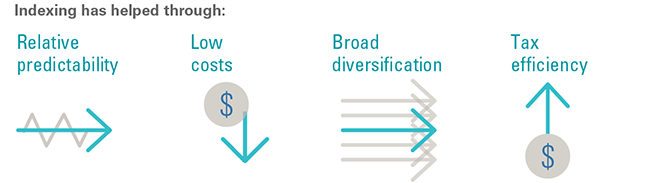 Indexing has helped through:
Relative
predictability
Low
costs
$
Broad
diversification
Tax
efficiency
$